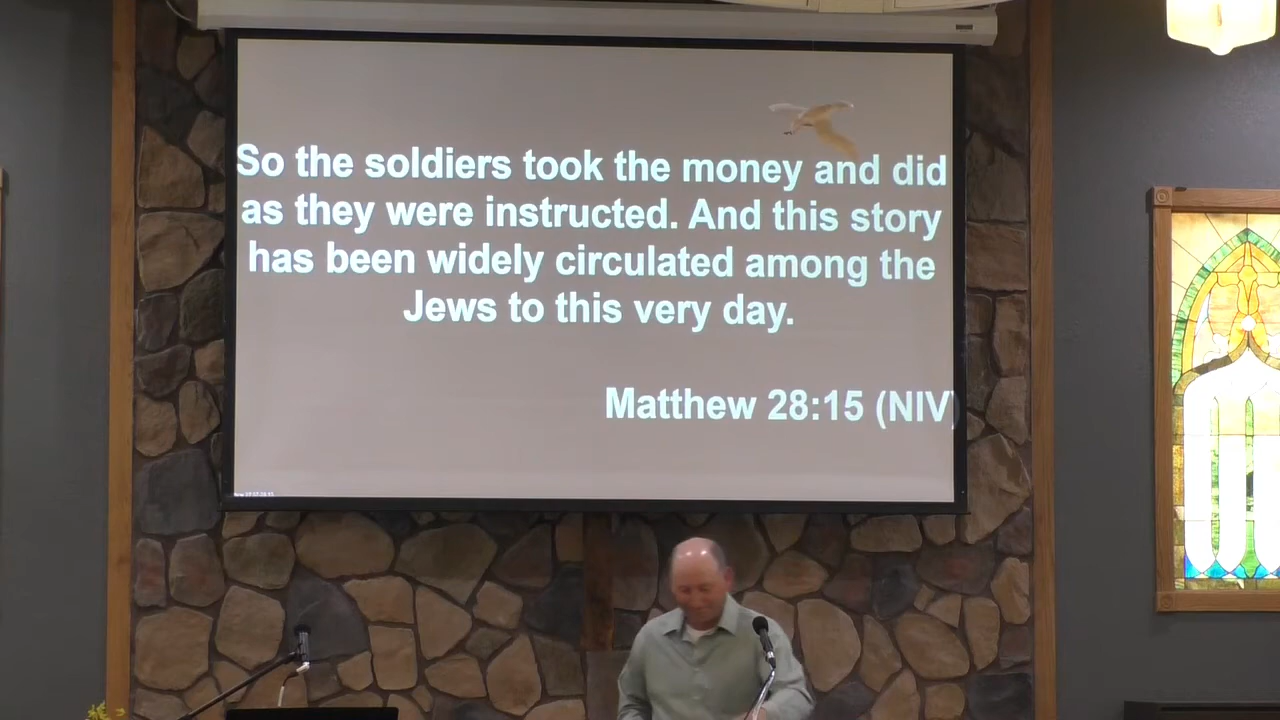 So the soldiers took the money and did
as they were instructed. And this story
has been widely circulated among the
Jews to this very day.
Matthew 28:15 (NIV)